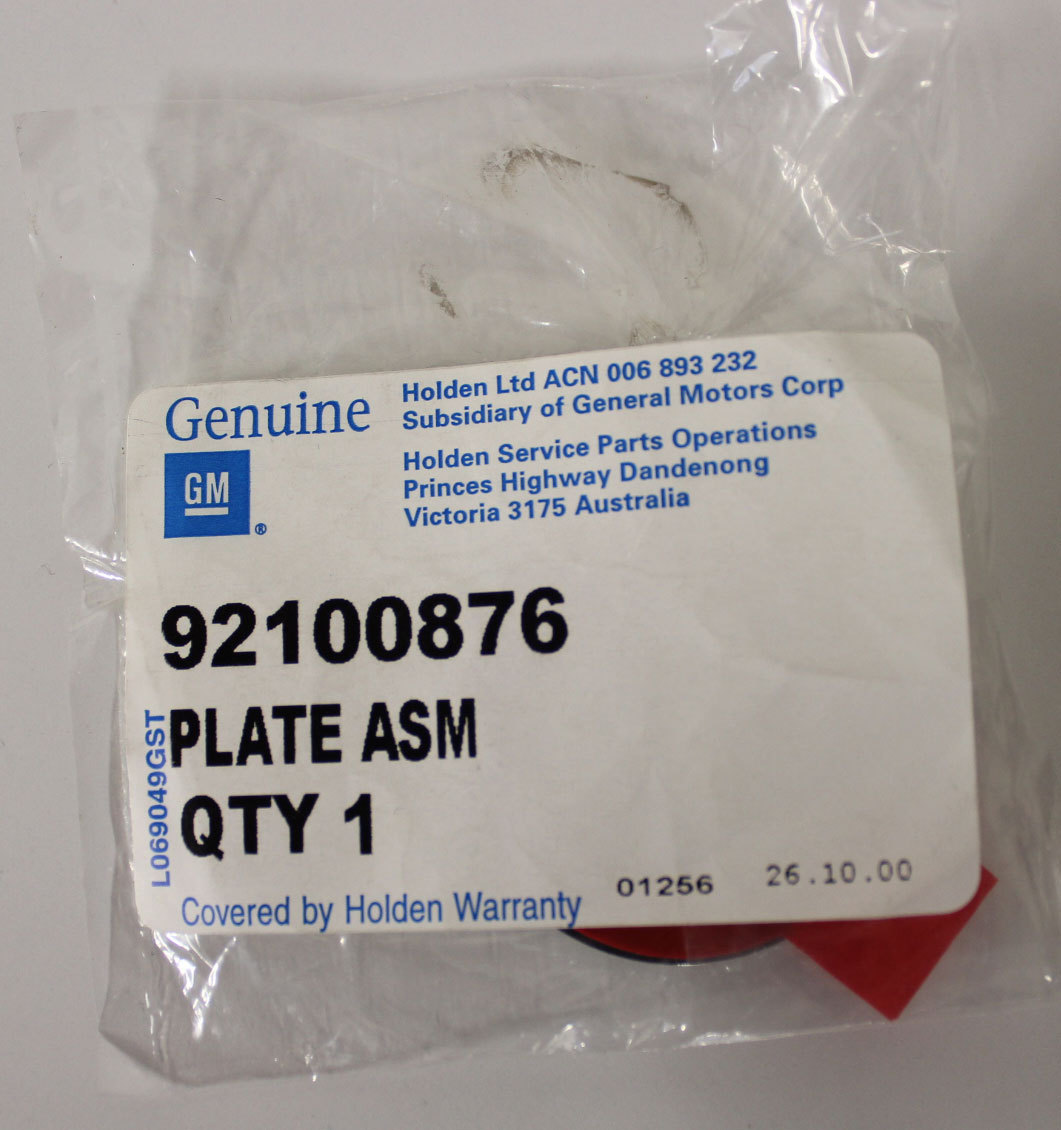 Genuine
GM
®
Holden Ltd ACN 006 893 232
Subsidiary of General Motors Corp
Holden Service Parts Operations
Princes Highway Dandenong
Victoria 3175 Australia
92100876
PLATE ASM
QTY 1
L069049GST
Covered by Holden Warranty
01256
26.10.00